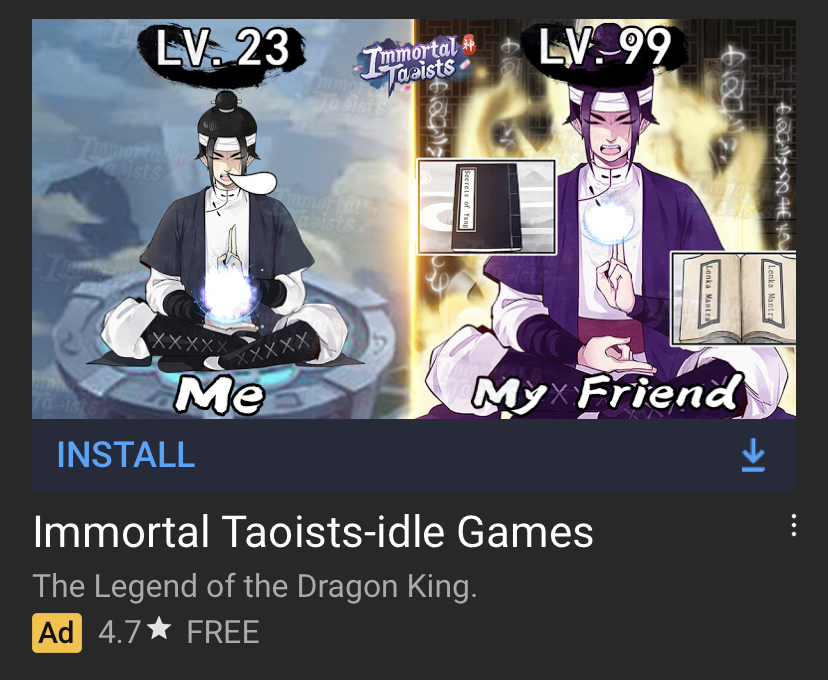 LV. 23
Immortal
Taoists
神
LV. 99
Secrets of Yang
Lenka Mantra
Lenka Mantra
Me
My Friend
INSTALL
Immortal Taoists-idle Games
The Legend of the Dragon King.
Ad 4.7★ FREE